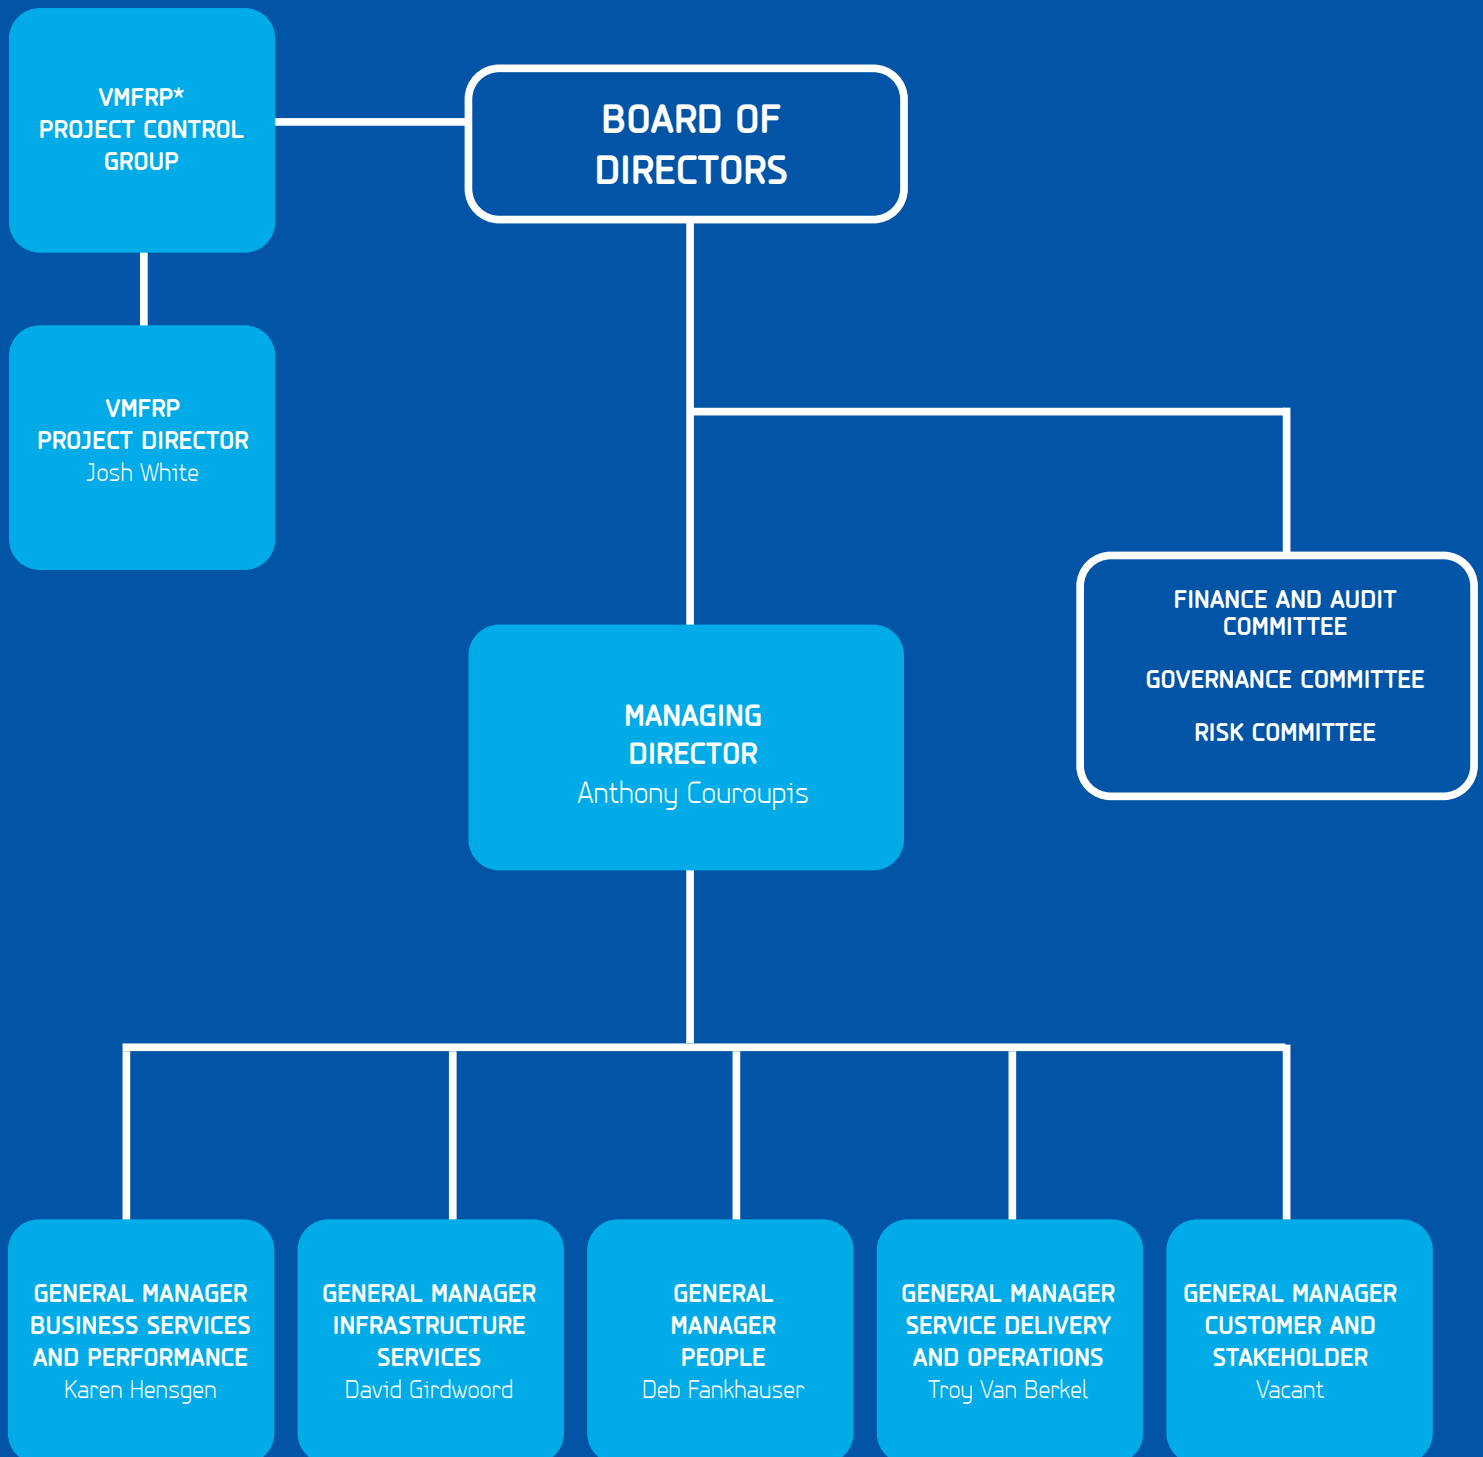 VMFRP*
PROJECT CONTROL
GROUP
BOARD OF
DIRECTORS
VMFRP
PROJECT DIRECTOR
Josh White
FINANCE AND AUDIT
COMMITTEE
GOVERNANCE COMMITTEE
RISK COMMITTEE
MANAGING
DIRECTOR
Anthony Couroupis
GENERAL MANAGER
BUSINESS SERVICES
AND PERFORMANCE
Karen Hensgen
GENERAL MANAGER
INFRASTRUCTURE
SERVICES
David Girdwoord
GENERAL
MANAGER
PEOPLE
Deb Fankhauser
GENERAL MANAGER
SERVICE DELIVERY
AND OPERATIONS
Troy Van Berkel
GENERAL MANAGER
CUSTOMER AND
STAKEHOLDER
Vacant